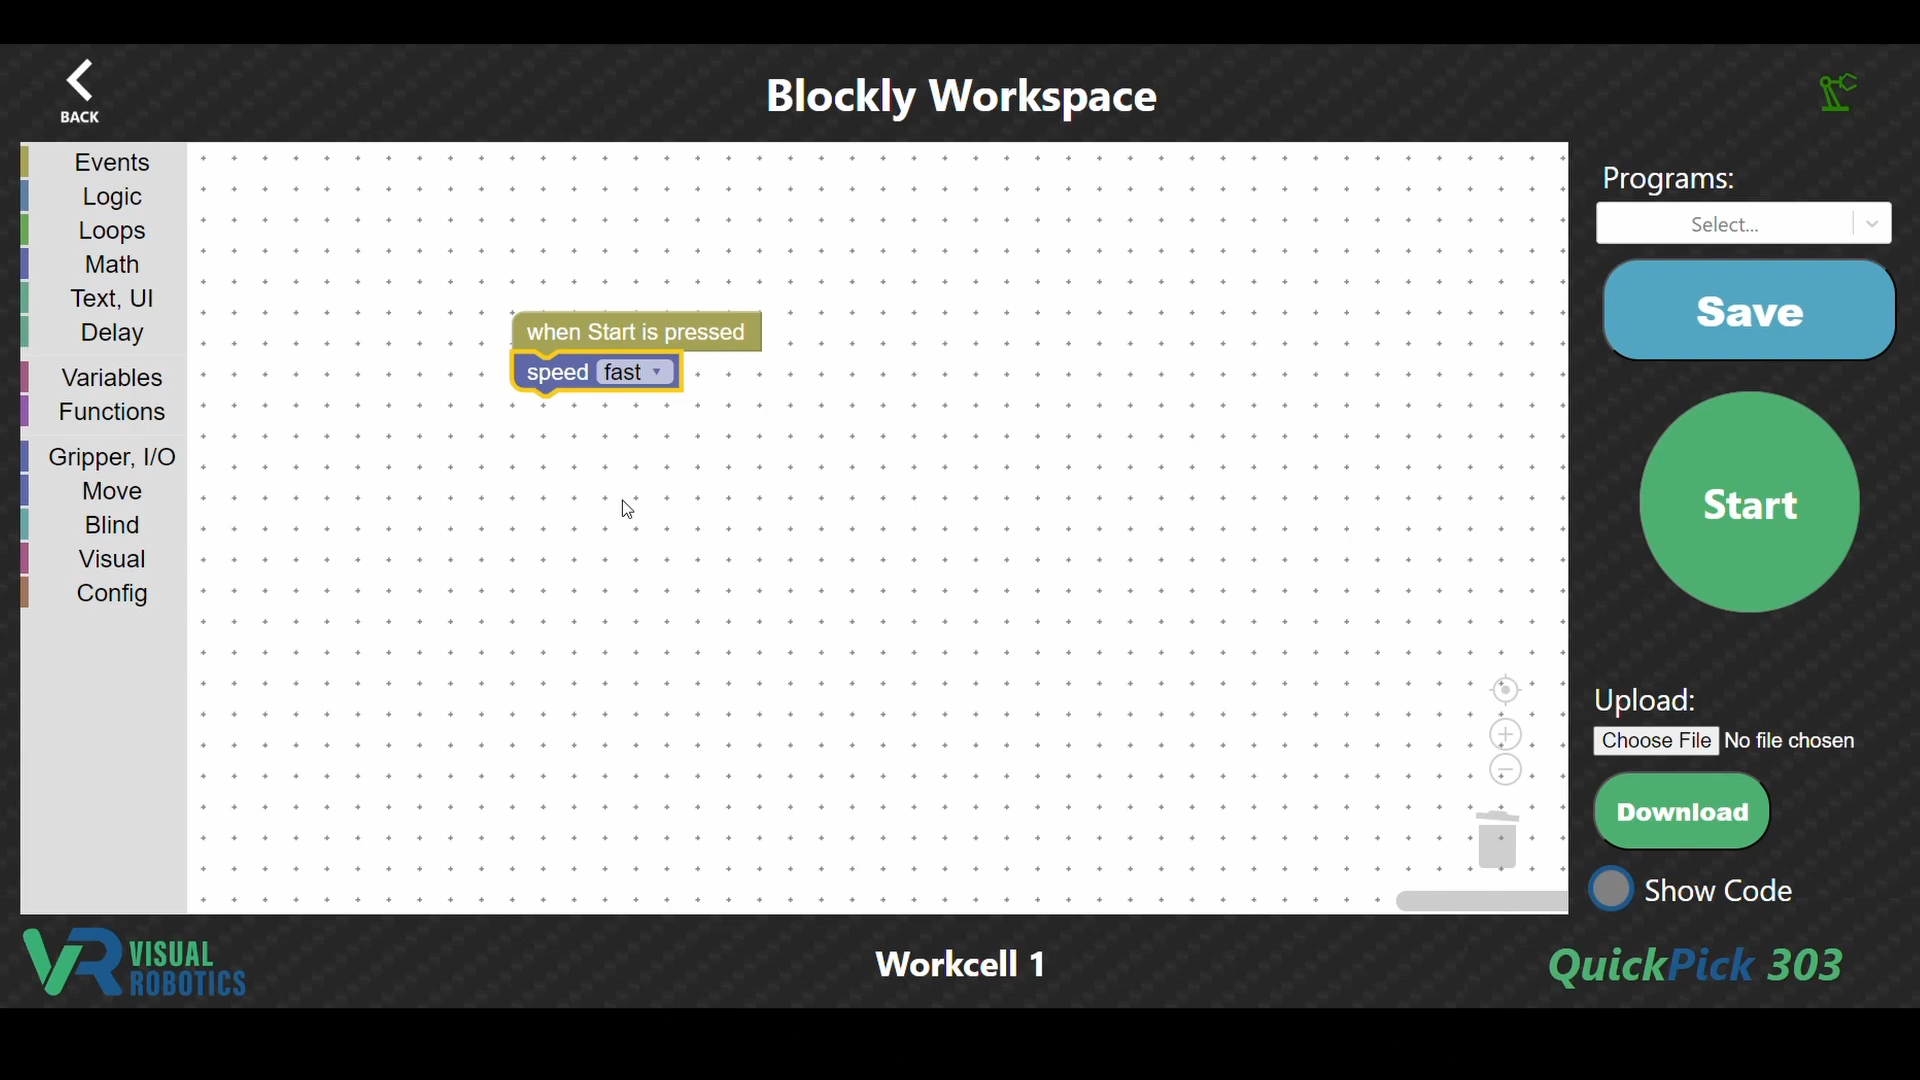 BACK
Blockly Workspace
Events
Logic
Loops
Math
Text, UI
Delay
Variables
Functions
Gripper, I/O
Move
Blind
Visual
Config
when Start is pressed
speed fast
Programs:
Select...
Save
Start
Upload:
Choose File No file chosen
Download
Show Code
VR VISUAL
ROBOTICS
Workcell 1
QuickPick 303